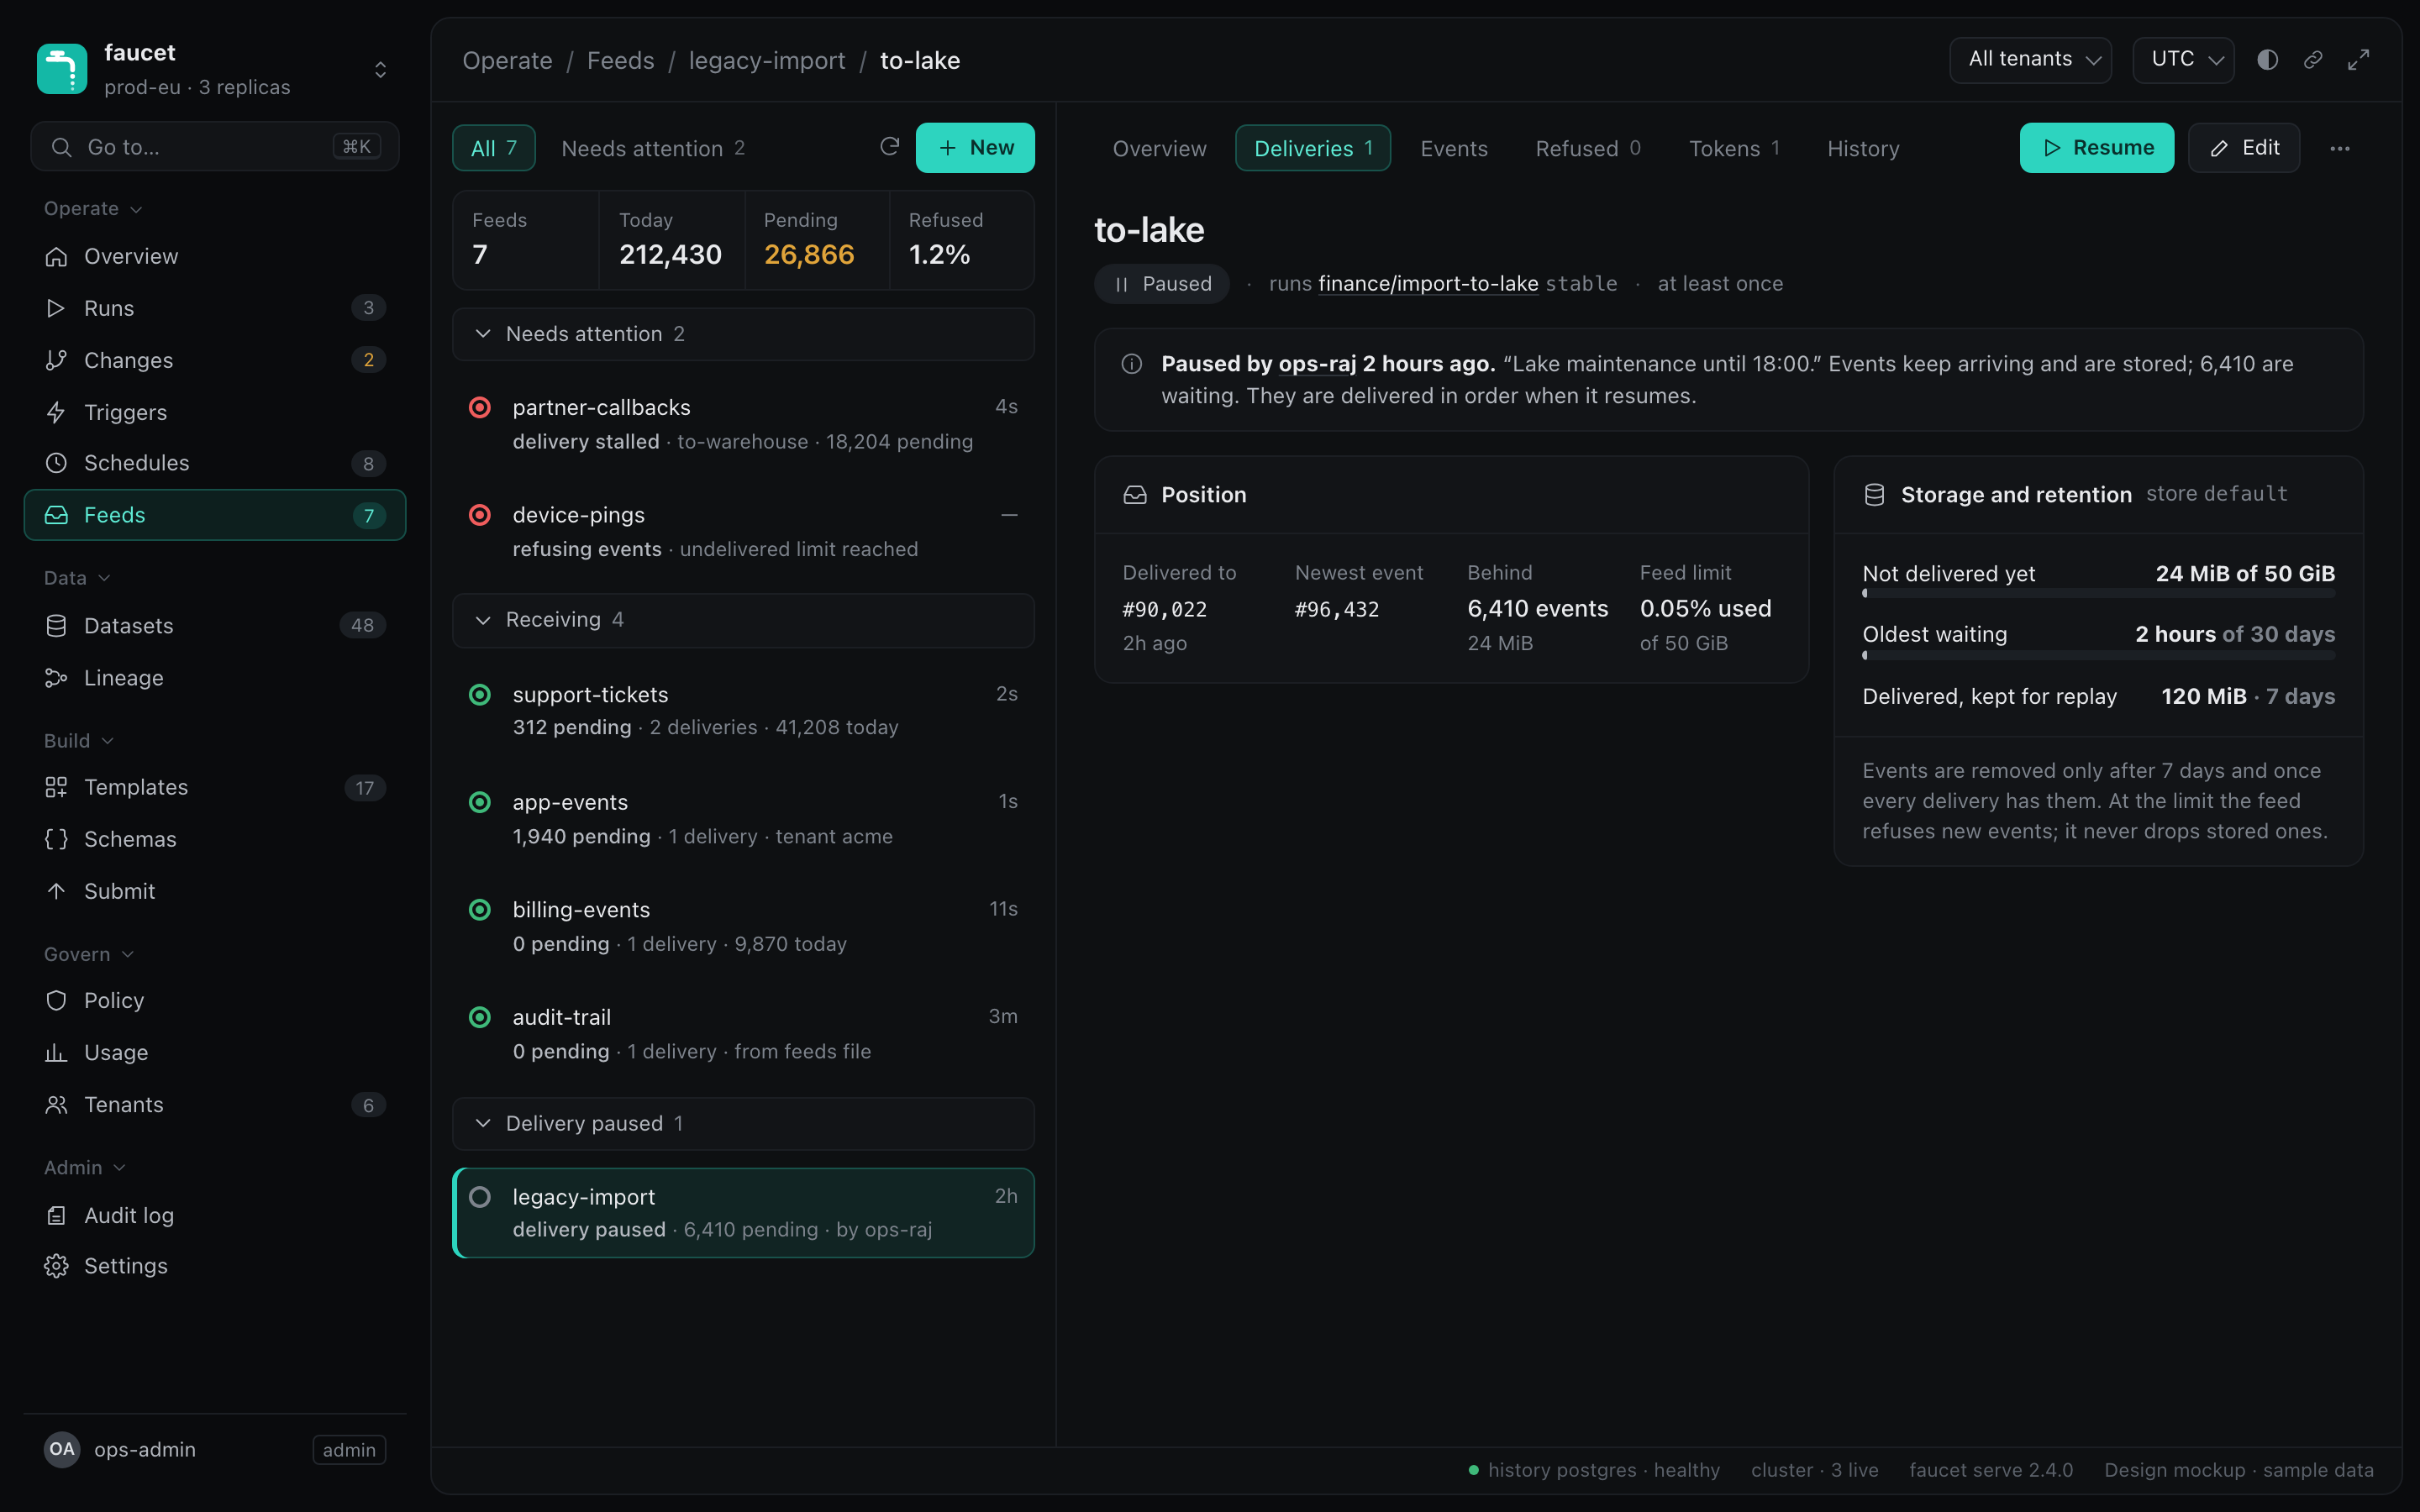 faucet
prod-eu · 3 replicas
Go to...
⌘K
Operate
Overview
Runs 3
Changes 2
Triggers
Schedules 8
Feeds 7
Data
Datasets 48
Lineage
Build
Templates 17
Schemas
Submit
Govern
Policy
Usage
Tenants 6
Admin
Audit log
Settings
OA ops-admin admin
Operate / Feeds / legacy-import / to-lake
All tenants
UTC
All 7
Needs attention 2
New
Feeds
7
Today
212,430
Pending
26,866
Refused
1.2%
Needs attention 2
partner-callbacks 4s
delivery stalled · to-warehouse · 18,204 pending
device-pings —
refusing events · undelivered limit reached
Receiving 4
support-tickets 2s
312 pending · 2 deliveries · 41,208 today
app-events 1s
1,940 pending · 1 delivery · tenant acme
billing-events 11s
0 pending · 1 delivery · 9,870 today
audit-trail 3m
0 pending · 1 delivery · from feeds file
Delivery paused 1
legacy-import 2h
delivery paused · 6,410 pending · by ops-raj
Overview
Deliveries 1
Events
Refused 0
Tokens 1
History
Resume
Edit
to-lake
Paused · runs finance/import-to-lake stable · at least once
Paused by ops-raj 2 hours ago. “Lake maintenance until 18:00.” Events keep arriving and are stored; 6,410 are
waiting. They are delivered in order when it resumes.
Position
Delivered to
#90,022
2h ago
Newest event
#96,432
Behind
6,410 events
24 MiB
Feed limit
0.05% used
of 50 GiB
Storage and retention store default
Not delivered yet 24 MiB of 50 GiB
Oldest waiting 2 hours of 30 days
Delivered, kept for replay 120 MiB · 7 days
Events are removed only after 7 days and once
every delivery has them. At the limit the feed
refuses new events; it never drops stored ones.
history postgres · healthy
cluster · 3 live
faucet serve 2.4.0
Design mockup · sample data